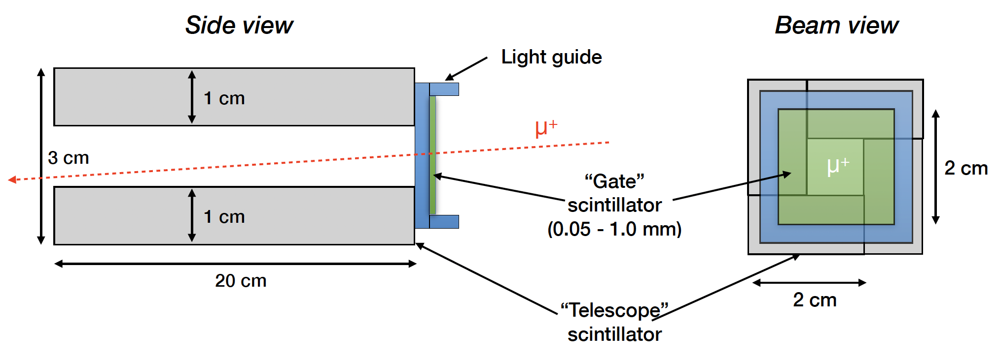 Side view
Beam view
Light guide
1 cm
μ+
3 cm
μ+
2 cm
"Gate"
scintillator
(0.05 - 1.0 mm)
1 cm
20 cm
2 cm
"Telescope"
scintillator